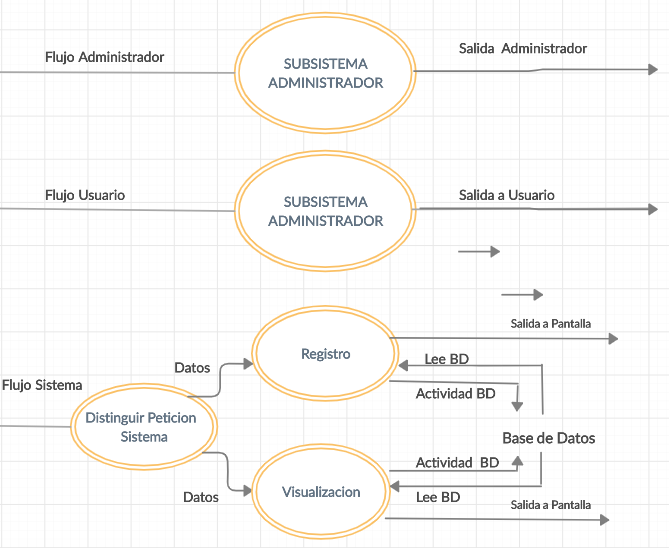 Flujo Administrador
SUBSISTEMA
ADMINISTRADOR
Salida Administrador
Flujo Usuario
SUBSISTEMA
ADMINISTRADOR
Salida a Usuario
Salida a Pantalla
Registro
Lee BD
Datos
Flujo Sistema
Actividad BD
Distinguir Peticion
Sistema
Base de Datos
Actividad BD
Datos
Visualizacion
Lee BD
Salida a Pantalla